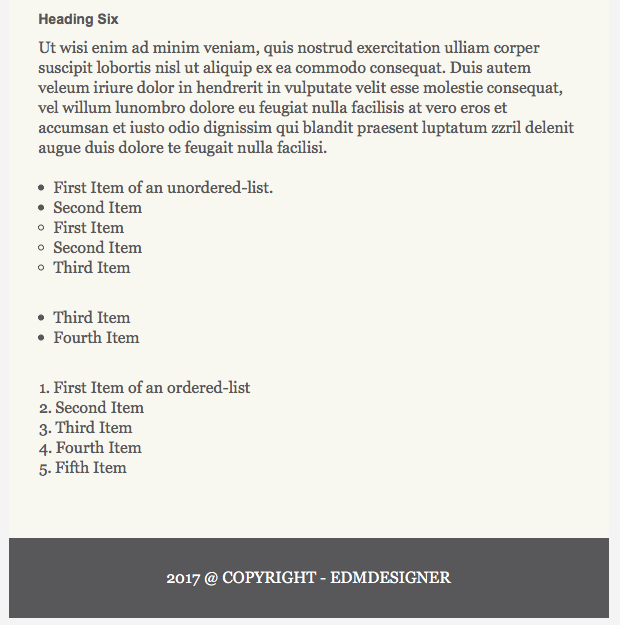 Heading Six
Ut wisi enim ad minim veniam, quis nostrud exercitation ulliam corper
suscipit lobortis nisl ut aliquip ex ea commodo consequat. Duis autem
veleum iriure dolor in hendrerit in vulputate velit esse molestie consequat,
vel willum lunombro dolore eu feugiat nulla facilisis at vero eros et
accumsan et iusto odio dignissim qui blandit praesent luptatum zzril delenit
augue duis dolore te feugait nulla facilisi.
• First Item of an unordered-list.
• Second Item
◦ First Item
◦ Second Item
◦ Third Item
• Third Item
• Fourth Item
1. First Item of an ordered-list
2. Second Item
3. Third Item
4. Fourth Item
5. Fifth Item
2017 @ COPYRIGHT - EDMDESIGNER